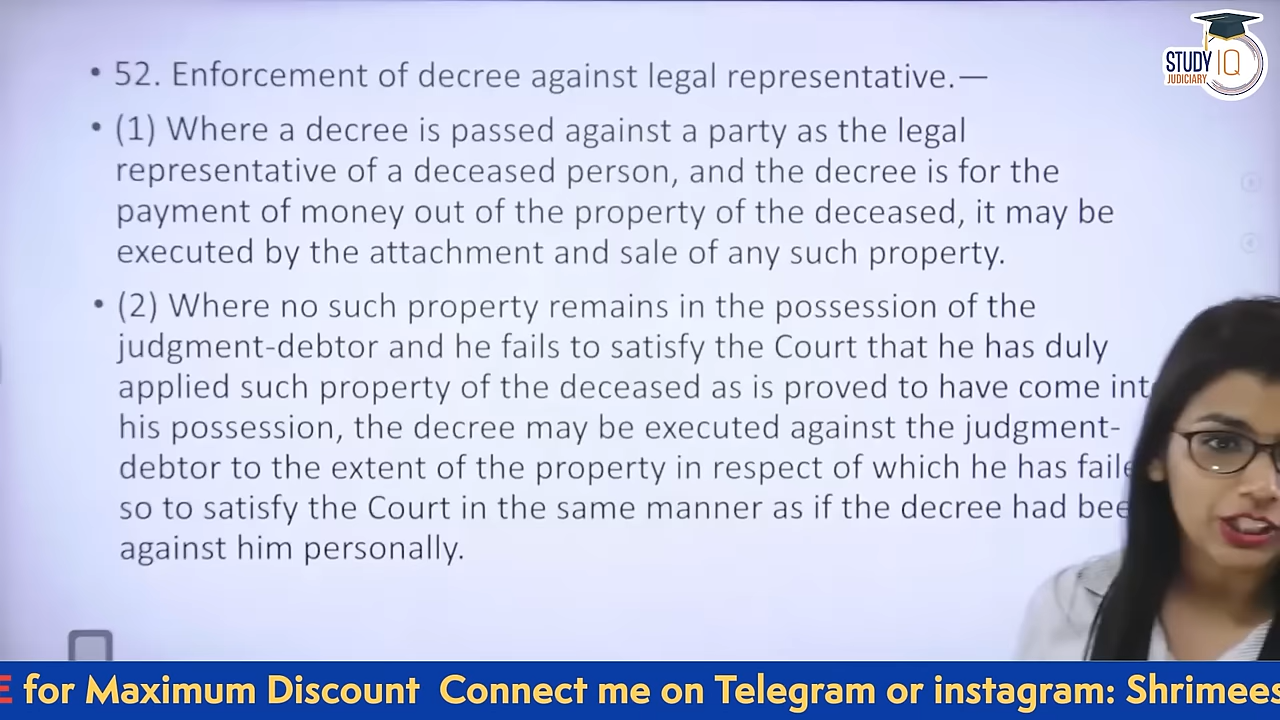 STUDY IQ
JUDICIARY
• 52. Enforcement of decree against legal representative.—
• (1) Where a decree is passed against a party as the legal
representative of a deceased person, and the decree is for the
payment of money out of the property of the deceased, it may be
executed by the attachment and sale of any such property.
• (2) Where no such property remains in the possession of the
judgment-debtor and he fails to satisfy the Court that he has duly
applied such property of the deceased as is proved to have come
his possession, the decree may be executed against the judgment-
debtor to the extent of the property in respect of which he has
so to satisfy the Court in the same manner as if the decree had
against him personally.
for Maximum Discount Connect me on Telegram or instagram: